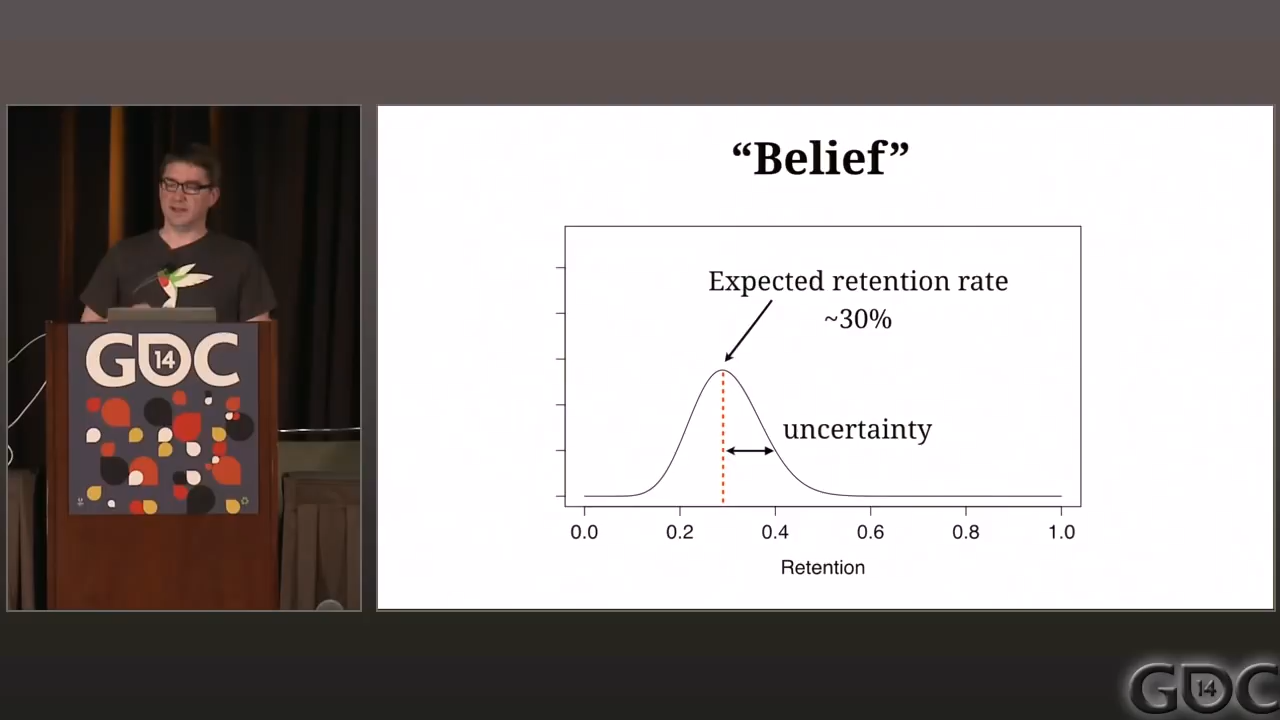 “Belief”
Expected retention rate
~30%
uncertainty
0.0 0.2 0.4 0.6 0.8 1.0
Retention
GDC
14
GDC
14